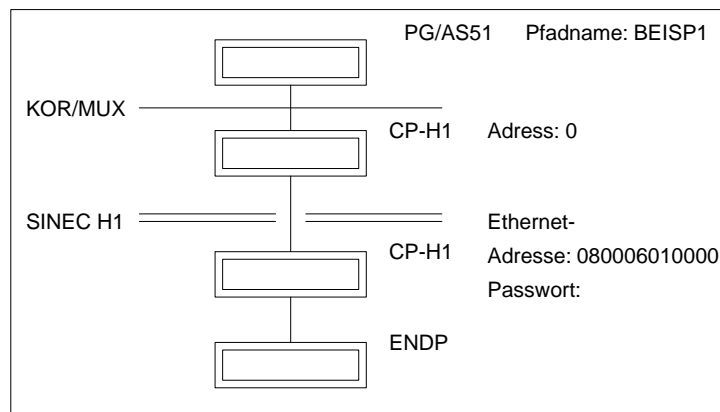 PG/AS51 Pfadname: BEISP1
KOR/MUX
CP-H1 Adress: 0
SINEC H1
Ethernet-
CP-H1 Adresse: 080006010000
Passwort:
ENDP